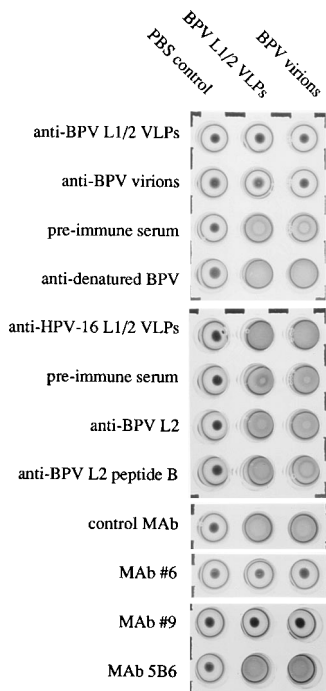 PBS control
BPV L1/2 VLPs
BPV virions
anti-BPV L1/2 VLPs
anti-BPV virions
pre-immune serum
anti-denatured BPV
anti-HPV-16 L1/2 VLPs
pre-immune serum
anti-BPV L2
anti-BPV L2 peptide B
control MAb
MAb #6
MAb #9
MAb 5B6